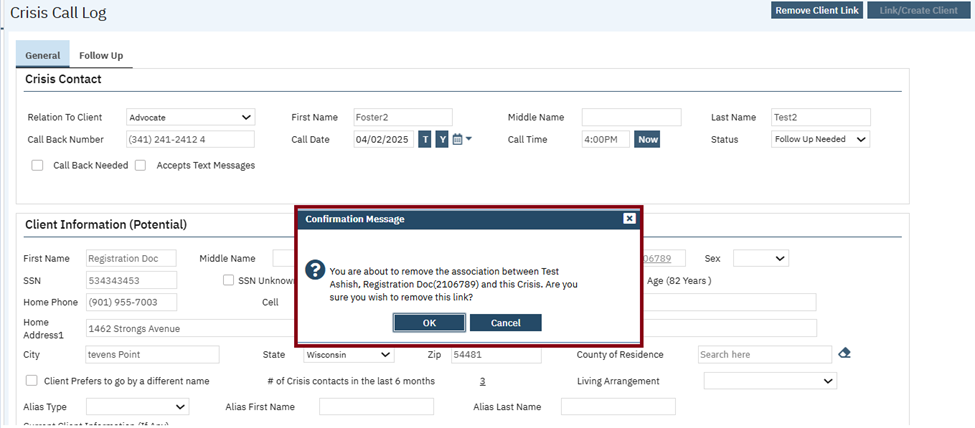 Crisis Call Log Remove Client Link Link/Create Client
General Follow Up
Crisis Contact
Relation To Client Advocate First Name Foster2 Middle Name Last Name Test2
Call Back Number (341) 241-2412 4 Call Date 04/02/2025 T Y Call Time 4:00PM Now Status Follow Up Needed
Call Back Needed Accepts Text Messages
Client Information (Potential)
Confirmation Message
You are about to remove the association between Test
Ashish, Registration Doc(2106789) and this Crisis. Are you
sure you wish to remove this link?
OK Cancel
First Name Registration Doc Middle Name 06789 Sex
SSN 534343453 SSN Unknown Age (82 Years )
Home Phone (901) 955-7003 Cell
Home
Address1 1462 Strongs Avenue
City tevens Point State Wisconsin Zip 54481 County of Residence Search here
Client Prefers to go by a different name # of Crisis contacts in the last 6 months 3 Living Arrangement
Alias Type Alias First Name Alias Last Name
Current Client Information (If Any)